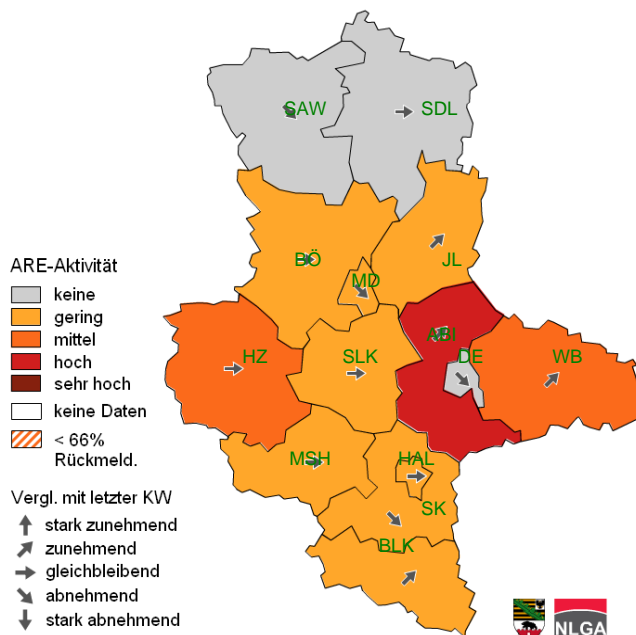 SAW
SDL
BÖ
MD
JL
ARE-Aktivität
keine
gering
mittel
hoch
sehr hoch
keine Daten
< 66%
Rückmeld.
HZ
SLK
ABI
DE
WB
MSH
HAL
SK
BLK
Vergl. mit letzter KW
stark zunehmend
zunehmend
gleichbleibend
abnehmend
stark abnehmend
NLGA